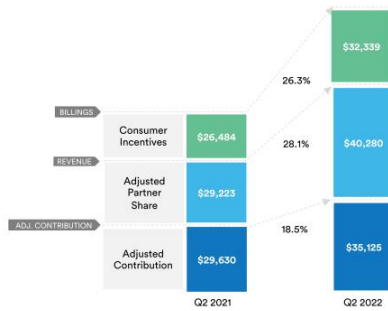 $32,339
26.3%
BILLINGS
Consumer
Incentives
$26,484
28.1%
$40,280
REVENUE
Adjusted
Partner
Share
$29,223
ADJ. CONTRIBUTION
18.5%
Adjusted
Contribution
$29,630
$35,125
Q2 2021
Q2 2022